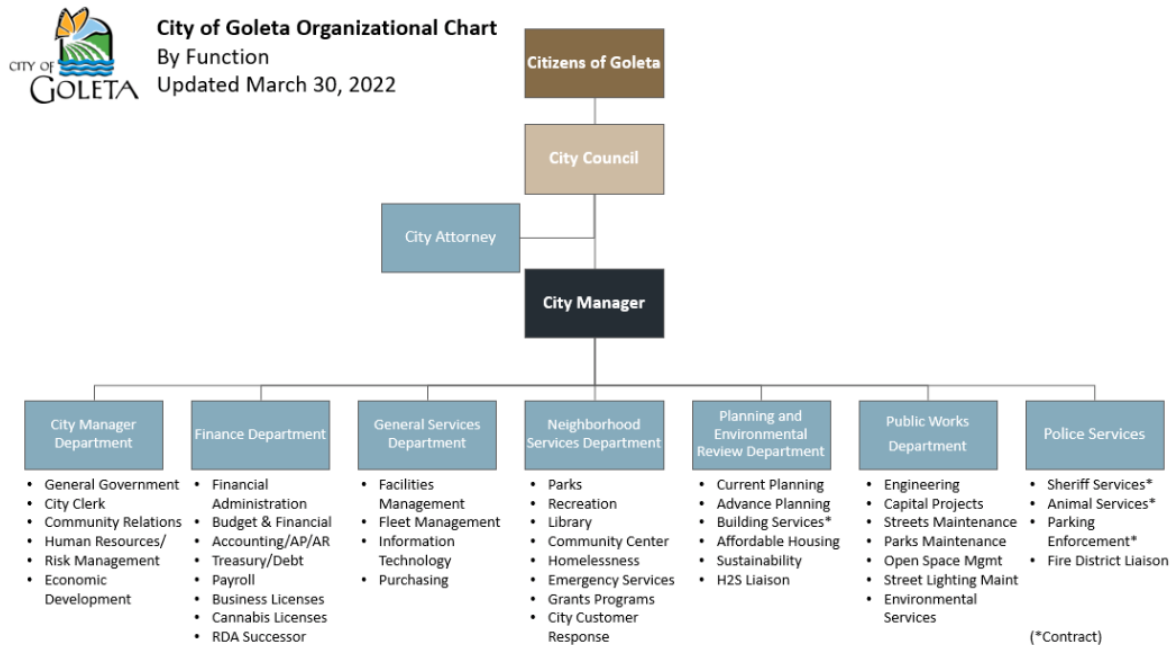 CITY OF
GOLETA
City of Goleta Organizational Chart
By Function
Updated March 30, 2022
Citizens of Goleta
City Council
City Attorney
City Manager
City Manager
Department
• General Government
• City Clerk
• Community Relations
• Human Resources/
• Risk Management
• Economic
Development
Finance Department
• Financial
Administration
• Budget & Financial
• Accounting/AP/AR
• Treasury/Debt
• Payroll
• Business Licenses
• Cannabis Licenses
• RDA Successor
General Services
Department
• Facilities
Management
• Fleet Management
• Information
Technology
• Purchasing
Neighborhood
Services Department
• Parks
• Recreation
• Library
• Community Center
• Homelessness
• Emergency Services
• Grants Programs
• City Customer
Response
Planning and
Environmental
Review Department
• Current Planning
• Advance Planning
• Building Services*
• Affordable Housing
• Sustainability
• H2S Liaison
Public Works
Department
• Engineering
• Capital Projects
• Streets Maintenance
• Parks Maintenance
• Open Space Mgmt
• Street Lighting Maint
• Environmental
Services
Police Services
• Sheriff Services*
• Animal Services*
• Parking
Enforcement*
• Fire District Liaison
(*Contract)